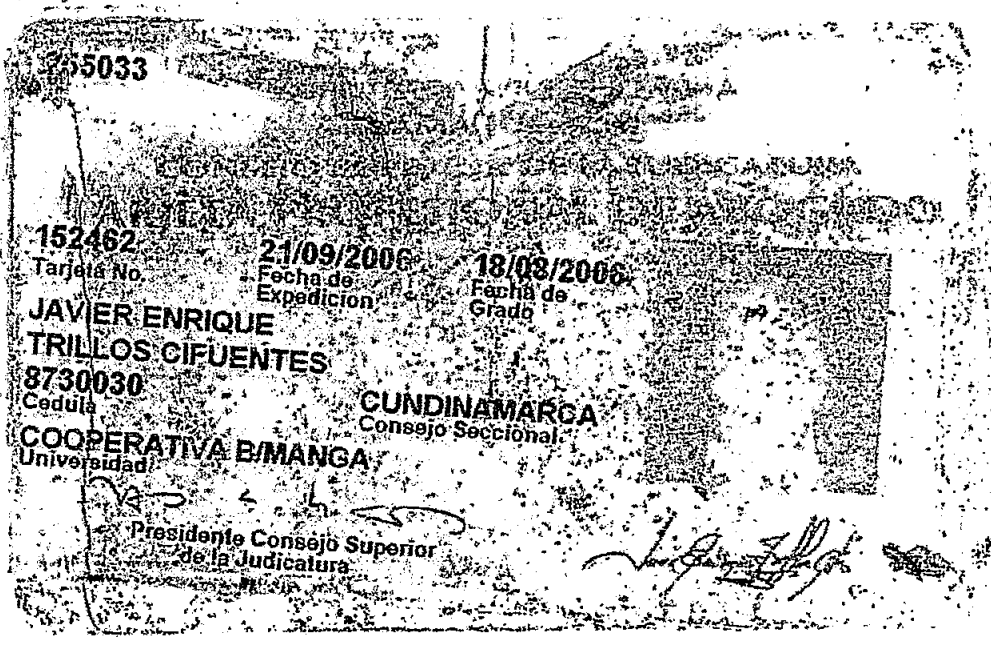 55033
152462
Tarjeta No.
21/09/2006
Fecha de
Expedicion
18/08/2006
Fecha de
Grado
JAVIER ENRIQUE
TRILLOS CIFUENTES
8730030
Cedula
CUNDINAMARCA
Consejo Seccional
COOPERATIVA B/MANGA
Universidad
Presidente Consejo Superior
de la Judicatura